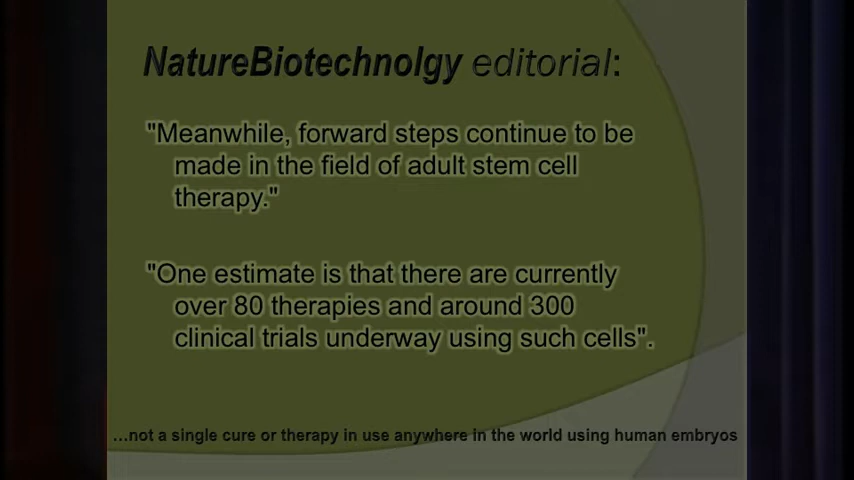 NatureBiotechnolgy editorial:
"Meanwhile, forward steps continue to be
made in the field of adult stem cell
therapy."
"One estimate is that there are currently
over 80 therapies and around 300
clinical trials underway using such cells".
...not a single cure or therapy in use anywhere in the world using human embryos